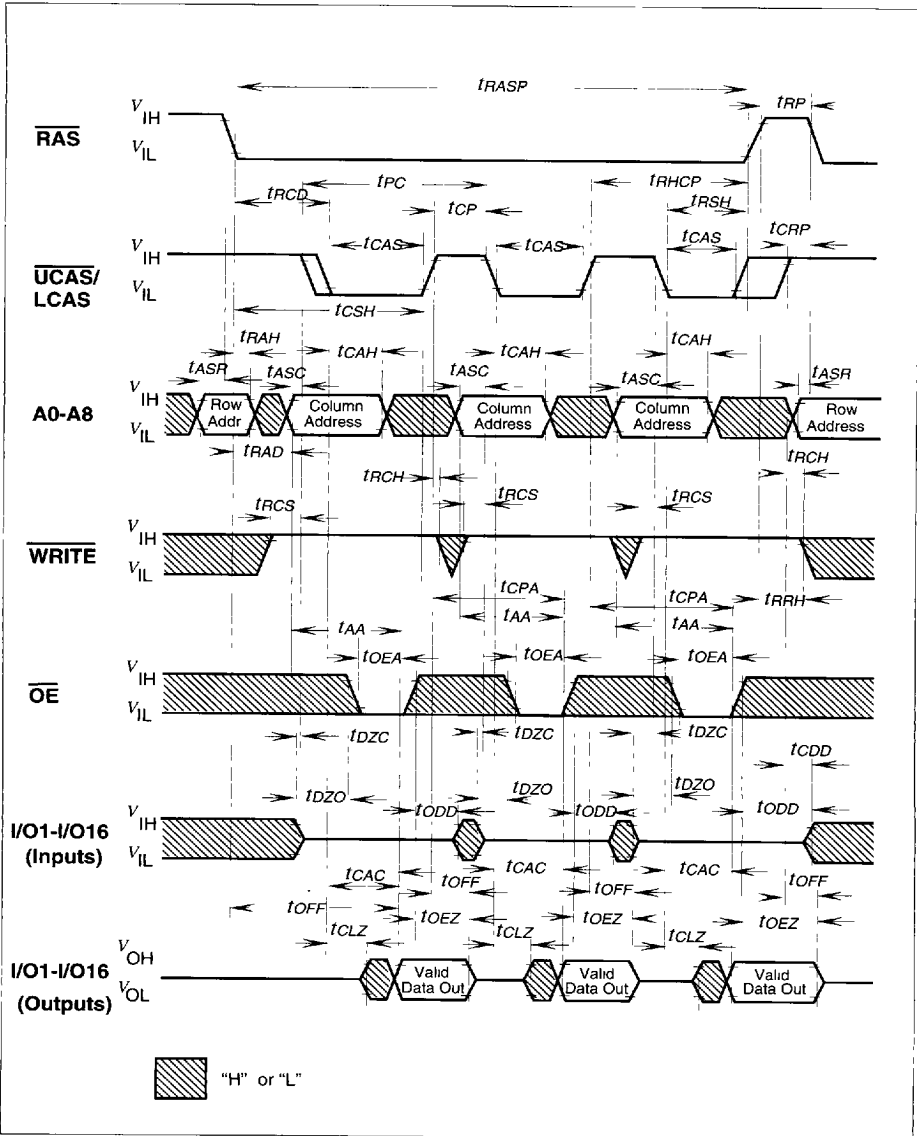 tRASP
tRP
VIH
RAS
VIL
tRCD
tPC
tCP
tRHCP
tRSH
tCAS
tCAS
tCAS
tCRP
VIH
UCAS/
LCAS
VIL
tCSH
tRAH
tCAH
tCAH
tCAH
tASR
tASC
tASC
tASC
tASR
VIH
A0-A8
VIL
Row
Addr
Column
Address
Column
Address
Column
Address
Row
Address
tRAD
tRCH
tRCH
tRCS
tRCS
tRCS
VIH
WRITE
VIL
tCPA
tCPA
tRRH
tAA
tAA
tAA
tOEA
tOEA
tOEA
VIH
OE
VIL
tDZC
tDZC
tDZC
tCDD
tDZO
tDZO
tDZO
tODD
tODD
tODD
VIH
I/O1-I/O16
(Inputs)
VIL
tCAC
tCAC
tCAC
tOFF
tOFF
tOFF
tOFF
tOEZ
tOEZ
tOEZ
tCLZ
tCLZ
tCLZ
VOH
I/O1-I/O16
(Outputs)
VOL
Valid
Data Out
Valid
Data Out
Valid
Data Out
"H" or "L"